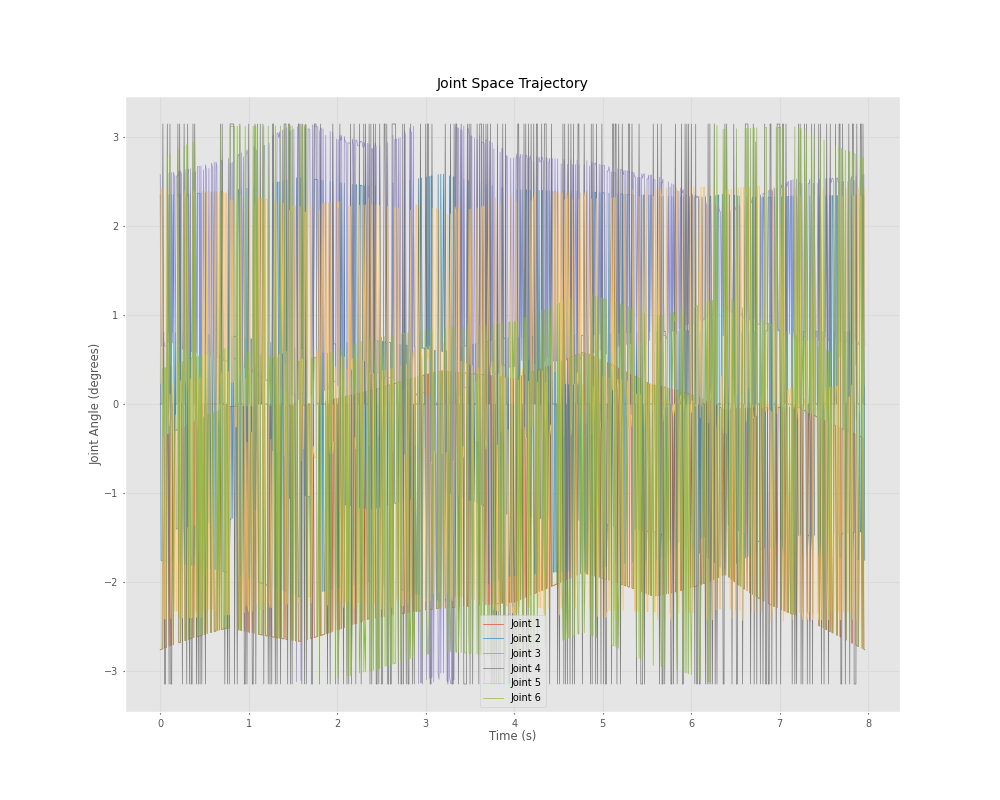 Joint Space Trajectory
Joint Angle (degrees)
3
2
1
0
−1
−2
−3
Joint 1
Joint 2
Joint 3
Joint 4
Joint 5
Joint 6
0 1 2 3 4 5 6 7 8
Time (s)